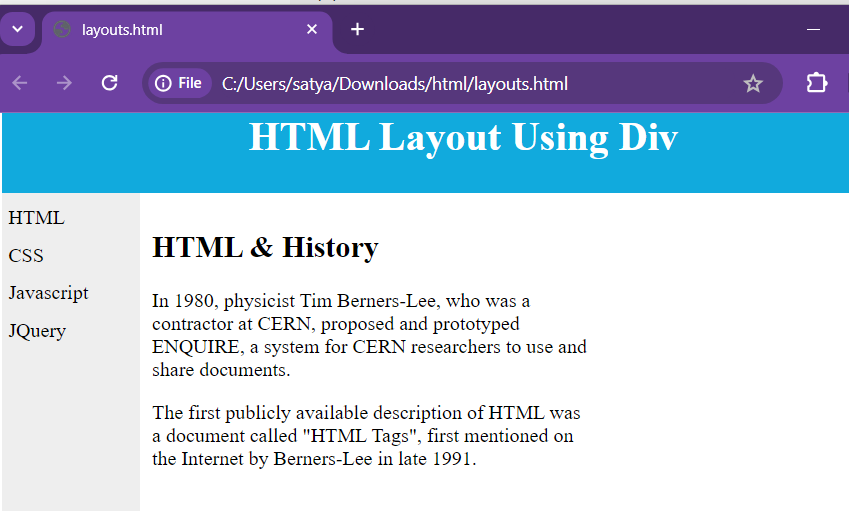 layouts.html
File
C:/Users/satya/Downloads/html/layouts.html
HTML Layout Using Div
HTML
CSS
Javascript
JQuery
HTML & History
In 1980, physicist Tim Berners-Lee, who was a
contractor at CERN, proposed and prototyped
ENQUIRE, a system for CERN researchers to use and
share documents.
The first publicly available description of HTML was
a document called "HTML Tags", first mentioned on
the Internet by Berners-Lee in late 1991.